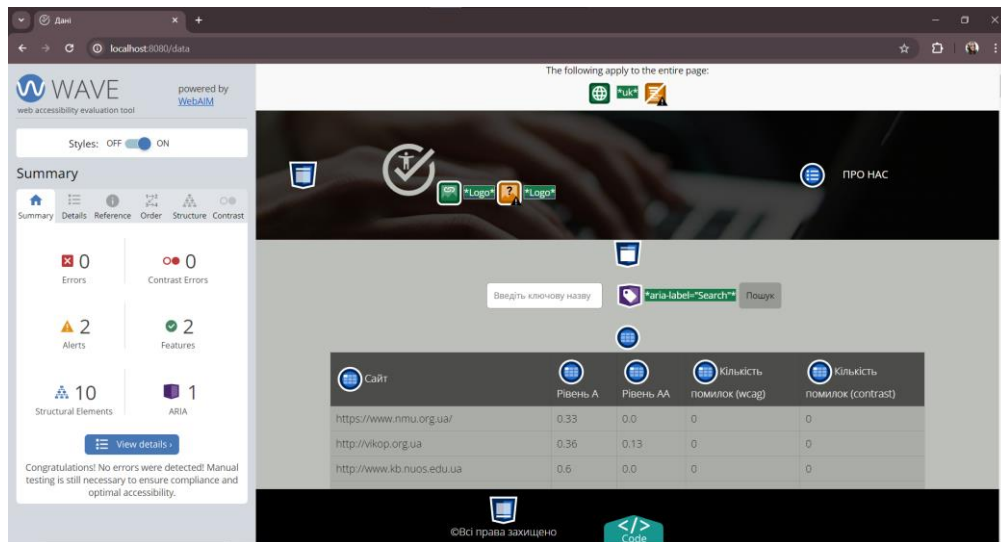 Дані
localhost:8080/data
WAVE
web accessibility evaluation tool
powered by
WebAIM
Styles: OFF ON
Summary
Summary Details Reference Order Structure Contrast
0
Errors
0
Contrast Errors
2
Alerts
2
Features
10
Structural Elements
1
ARIA
View details ›
Congratulations! No errors were detected! Manual
testing is still necessary to ensure compliance and
optimal accessibility.
The following apply to the entire page:
*uk*
*Logo* *Logo*
ПРО НАС
Введіть ключову назву *aria-label="Search"* Пошук
Сайт Рівень A Рівень AA Кількість помилок (wcag) Кількість помилок (contrast)
https://www.nmu.org.ua/ 0.33 0.0 0 0
http://vikop.org.ua 0.36 0.13 0 0
http://www.kb.nuos.edu.ua 0.6 0.0 0 0
©Всі права захищено
</>
Code